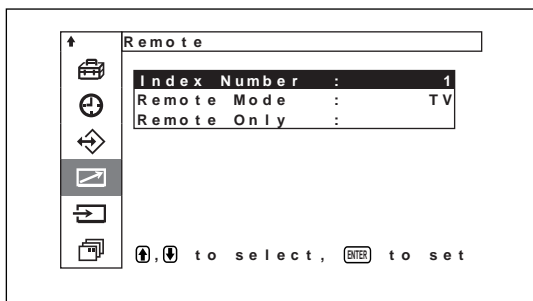 Remote
Index Number : 1
Remote Mode : TV
Remote Only :
, to select, ENTER to set